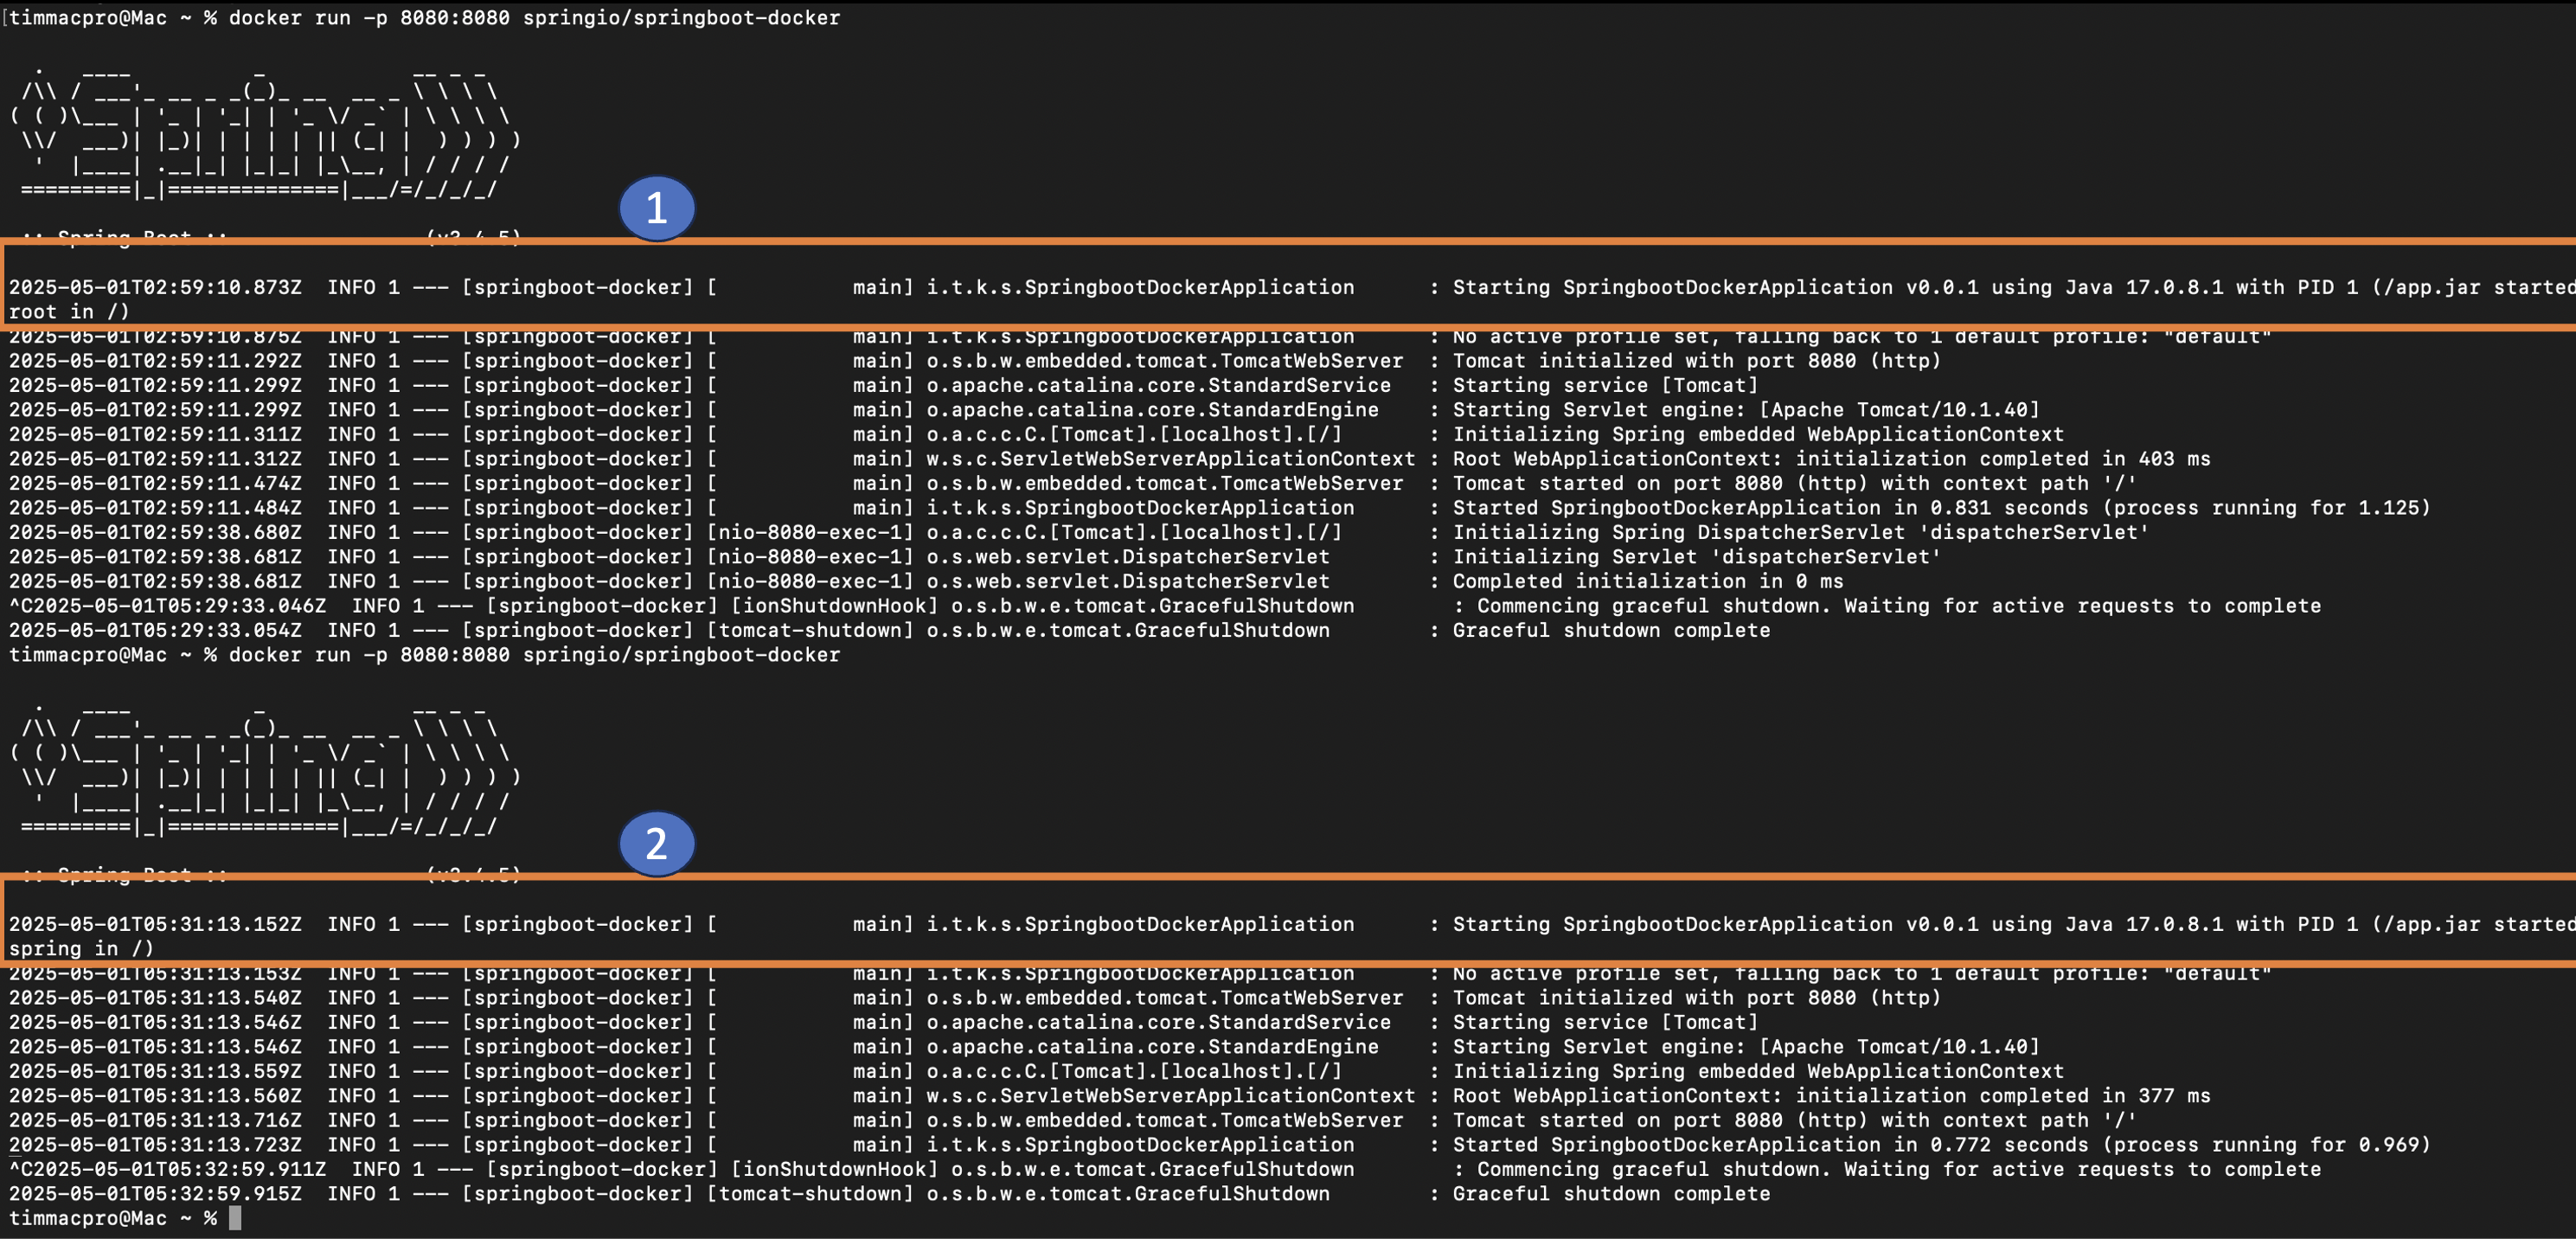 [timmacpro@Mac ~ % docker run -p 8080:8080 springio/springboot-docker
  .   ____          _            __ _ _
 /\\ / ___'_ __ _ _(_)_ __  __ _ \ \ \ \
( ( )\___ | '_ | '_| | '_ \/ _` | \ \ \ \
 \\/  ___)| |_)| | | | | || (_| |  ) ) ) )
  '  |____| .__|_| |_|_| |_\__, | / / / /
 =========|_|==============|___/=/_/_/_/
1
 :: Spring Boot ::                (v3.4.5)
2025-05-01T02:59:10.873Z  INFO 1 --- [springboot-docker] [           main] i.t.k.s.SpringbootDockerApplication      : Starting SpringbootDockerApplication v0.0.1 using Java 17.0.8.1 with PID 1 (/app.jar started
root in /)
2025-05-01T02:59:10.875Z  INFO 1 --- [springboot-docker] [           main] i.t.k.s.SpringbootDockerApplication      : No active profile set, falling back to 1 default profile: "default"
2025-05-01T02:59:11.292Z  INFO 1 --- [springboot-docker] [           main] o.s.b.w.embedded.tomcat.TomcatWebServer  : Tomcat initialized with port 8080 (http)
2025-05-01T02:59:11.299Z  INFO 1 --- [springboot-docker] [           main] o.apache.catalina.core.StandardService   : Starting service [Tomcat]
2025-05-01T02:59:11.299Z  INFO 1 --- [springboot-docker] [           main] o.apache.catalina.core.StandardEngine    : Starting Servlet engine: [Apache Tomcat/10.1.40]
2025-05-01T02:59:11.311Z  INFO 1 --- [springboot-docker] [           main] o.a.c.c.C.[Tomcat].[localhost].[/]       : Initializing Spring embedded WebApplicationContext
2025-05-01T02:59:11.312Z  INFO 1 --- [springboot-docker] [           main] w.s.c.ServletWebServerApplicationContext : Root WebApplicationContext: initialization completed in 403 ms
2025-05-01T02:59:11.474Z  INFO 1 --- [springboot-docker] [           main] o.s.b.w.embedded.tomcat.TomcatWebServer  : Tomcat started on port 8080 (http) with context path '/'
2025-05-01T02:59:11.484Z  INFO 1 --- [springboot-docker] [           main] i.t.k.s.SpringbootDockerApplication      : Started SpringbootDockerApplication in 0.831 seconds (process running for 1.125)
2025-05-01T02:59:38.680Z  INFO 1 --- [springboot-docker] [nio-8080-exec-1] o.a.c.c.C.[Tomcat].[localhost].[/]       : Initializing Spring DispatcherServlet 'dispatcherServlet'
2025-05-01T02:59:38.681Z  INFO 1 --- [springboot-docker] [nio-8080-exec-1] o.s.web.servlet.DispatcherServlet        : Initializing Servlet 'dispatcherServlet'
2025-05-01T02:59:38.681Z  INFO 1 --- [springboot-docker] [nio-8080-exec-1] o.s.web.servlet.DispatcherServlet        : Completed initialization in 0 ms
^C2025-05-01T05:29:33.046Z  INFO 1 --- [springboot-docker] [ionShutdownHook] o.s.b.w.e.tomcat.GracefulShutdown        : Commencing graceful shutdown. Waiting for active requests to complete
2025-05-01T05:29:33.054Z  INFO 1 --- [springboot-docker] [tomcat-shutdown] o.s.b.w.e.tomcat.GracefulShutdown        : Graceful shutdown complete
timmacpro@Mac ~ % docker run -p 8080:8080 springio/springboot-docker
  .   ____          _            __ _ _
 /\\ / ___'_ __ _ _(_)_ __  __ _ \ \ \ \
( ( )\___ | '_ | '_| | '_ \/ _` | \ \ \ \
 \\/  ___)| |_)| | | | | || (_| |  ) ) ) )
  '  |____| .__|_| |_|_| |_\__, | / / / /
 =========|_|==============|___/=/_/_/_/
2
 :: Spring Boot ::                (v3.4.5)
2025-05-01T05:31:13.152Z  INFO 1 --- [springboot-docker] [           main] i.t.k.s.SpringbootDockerApplication      : Starting SpringbootDockerApplication v0.0.1 using Java 17.0.8.1 with PID 1 (/app.jar started
spring in /)
2025-05-01T05:31:13.153Z  INFO 1 --- [springboot-docker] [           main] i.t.k.s.SpringbootDockerApplication      : No active profile set, falling back to 1 default profile: "default"
2025-05-01T05:31:13.540Z  INFO 1 --- [springboot-docker] [           main] o.s.b.w.embedded.tomcat.TomcatWebServer  : Tomcat initialized with port 8080 (http)
2025-05-01T05:31:13.546Z  INFO 1 --- [springboot-docker] [           main] o.apache.catalina.core.StandardService   : Starting service [Tomcat]
2025-05-01T05:31:13.546Z  INFO 1 --- [springboot-docker] [           main] o.apache.catalina.core.StandardEngine    : Starting Servlet engine: [Apache Tomcat/10.1.40]
2025-05-01T05:31:13.559Z  INFO 1 --- [springboot-docker] [           main] o.a.c.c.C.[Tomcat].[localhost].[/]       : Initializing Spring embedded WebApplicationContext
2025-05-01T05:31:13.560Z  INFO 1 --- [springboot-docker] [           main] w.s.c.ServletWebServerApplicationContext : Root WebApplicationContext: initialization completed in 377 ms
2025-05-01T05:31:13.716Z  INFO 1 --- [springboot-docker] [           main] o.s.b.w.embedded.tomcat.TomcatWebServer  : Tomcat started on port 8080 (http) with context path '/'
2025-05-01T05:31:13.723Z  INFO 1 --- [springboot-docker] [           main] i.t.k.s.SpringbootDockerApplication      : Started SpringbootDockerApplication in 0.772 seconds (process running for 0.969)
^C2025-05-01T05:32:59.911Z  INFO 1 --- [springboot-docker] [ionShutdownHook] o.s.b.w.e.tomcat.GracefulShutdown        : Commencing graceful shutdown. Waiting for active requests to complete
2025-05-01T05:32:59.915Z  INFO 1 --- [springboot-docker] [tomcat-shutdown] o.s.b.w.e.tomcat.GracefulShutdown        : Graceful shutdown complete
timmacpro@Mac ~ %